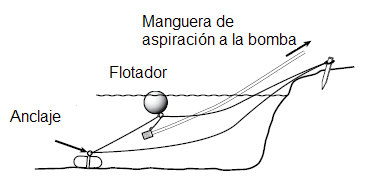 Manguera de
aspiración a la bomba
Flotador
Anclaje